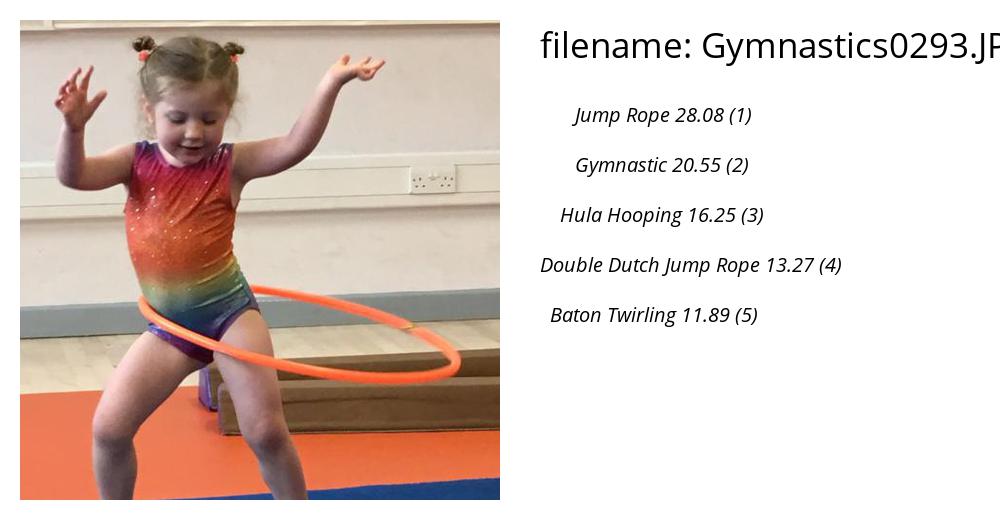 filename: Gymnastics0293.JP
Jump Rope 28.08 (1)
Gymnastic 20.55 (2)
Hula Hooping 16.25 (3)
Double Dutch Jump Rope 13.27 (4)
Baton Twirling 11.89 (5)